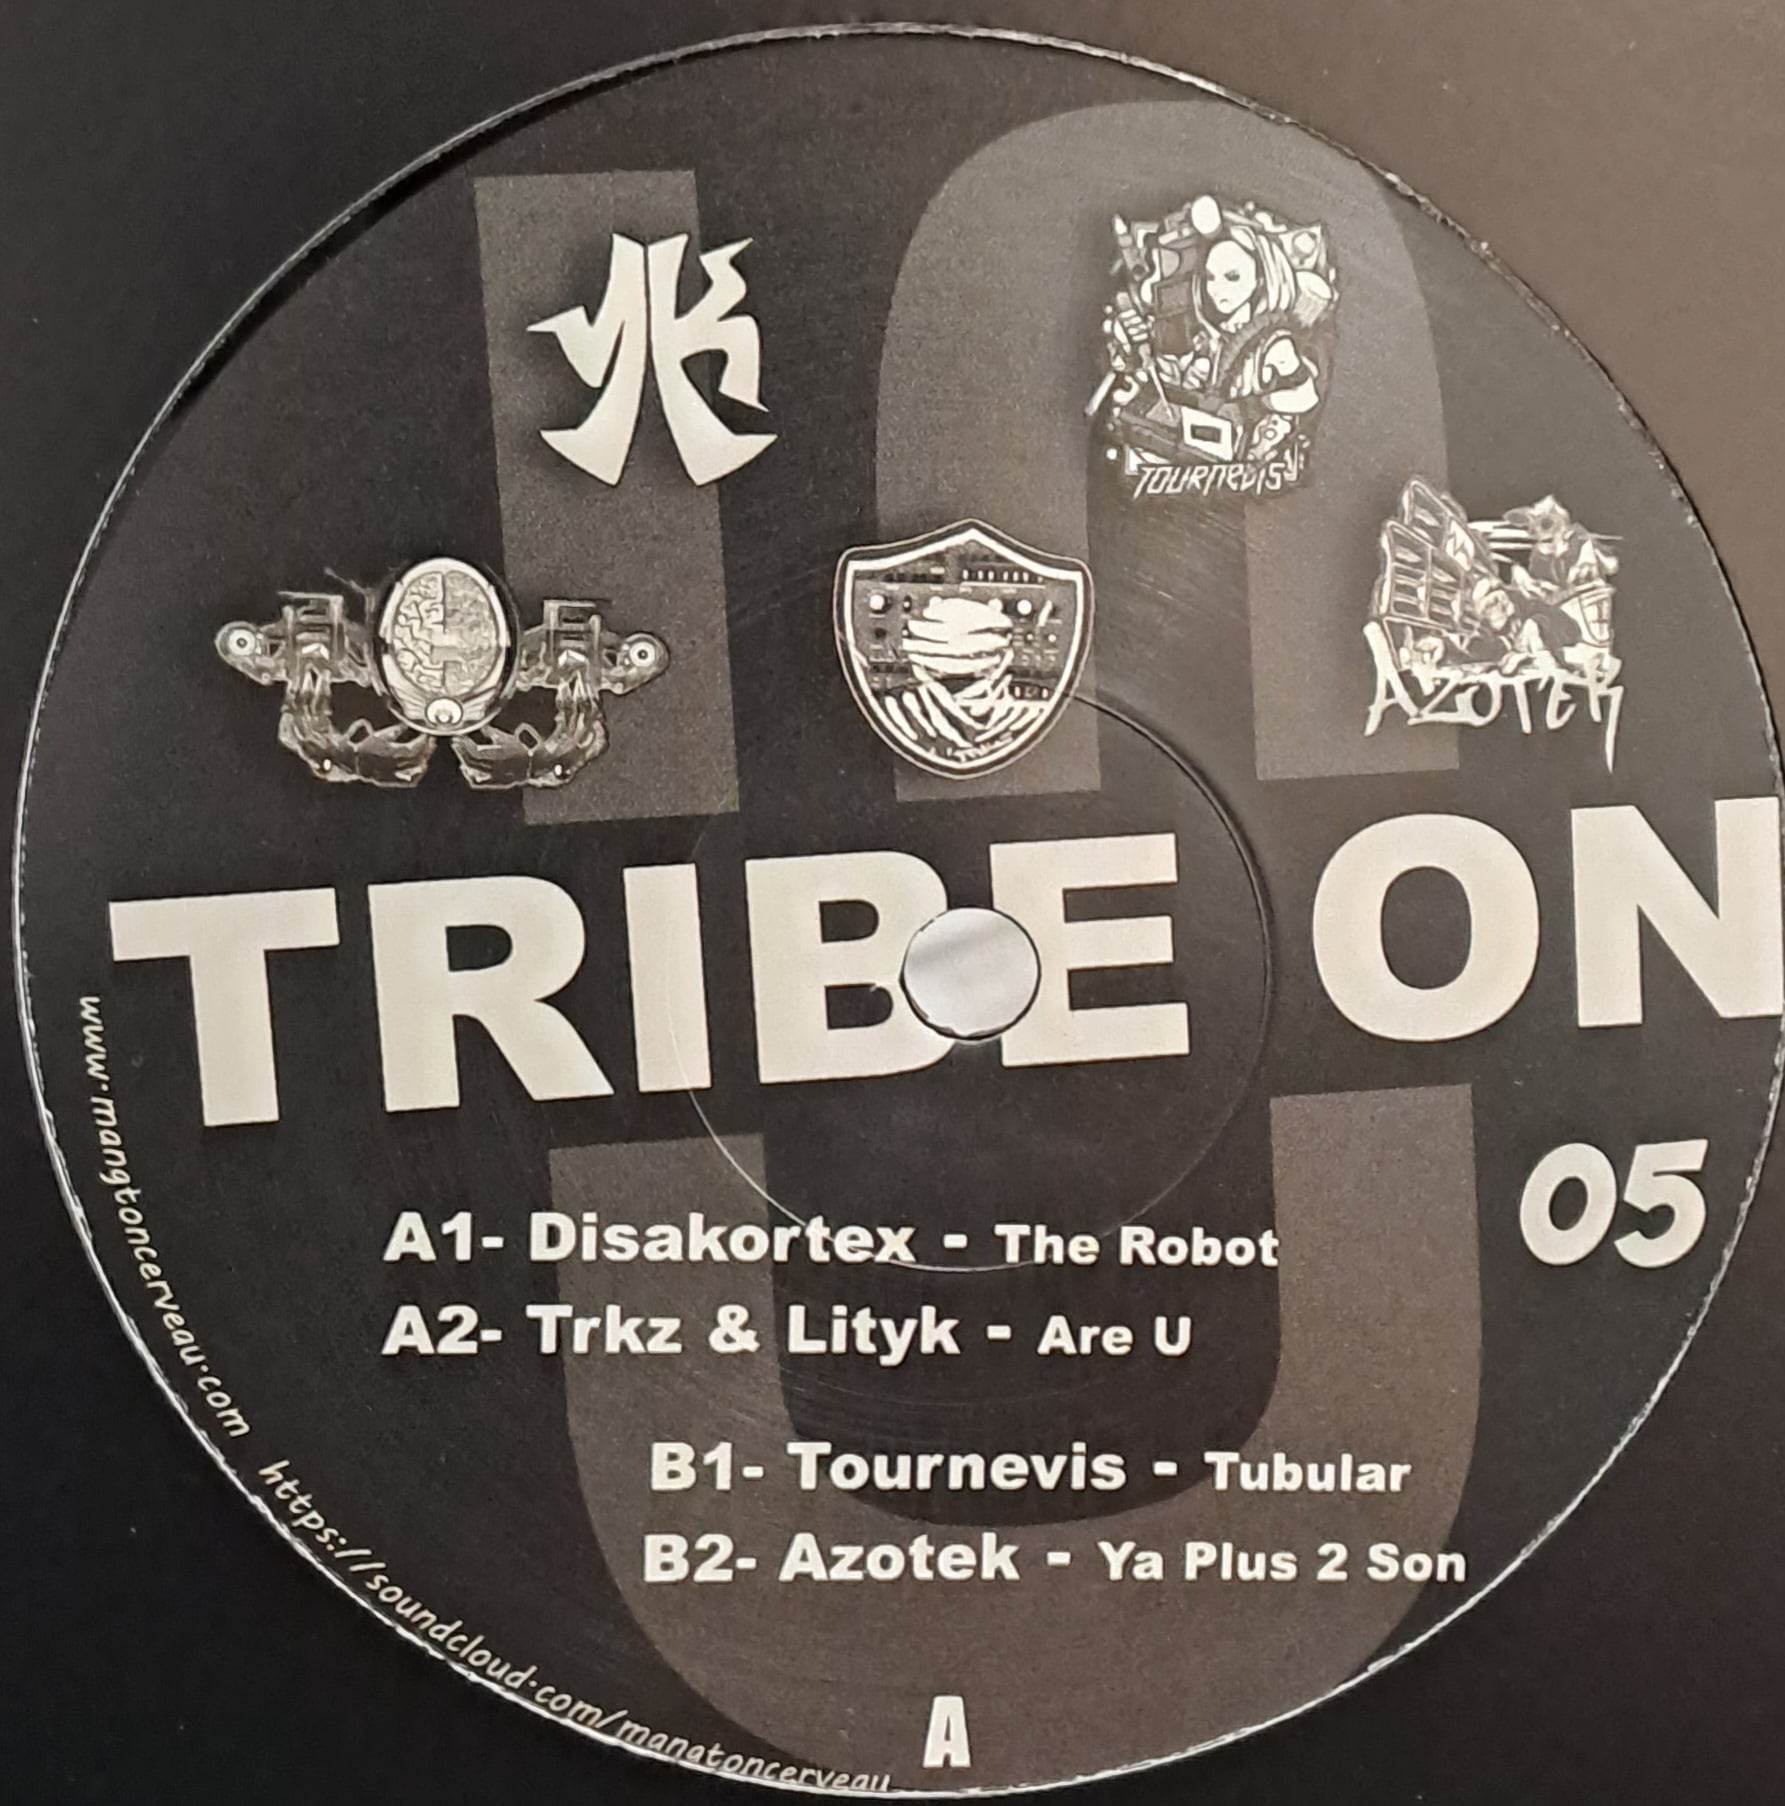 TOURNEVIS
AZOTEK
TRIBE ON
05
A1- Disakortex - The Robot
A2- Trkz & Lityk - Are U
B1- Tournevis - Tubular
B2- Azotek - Ya Plus 2 Son
www.mangtoncerveau.com
https://soundcloud.com/mangtoncerveau
A